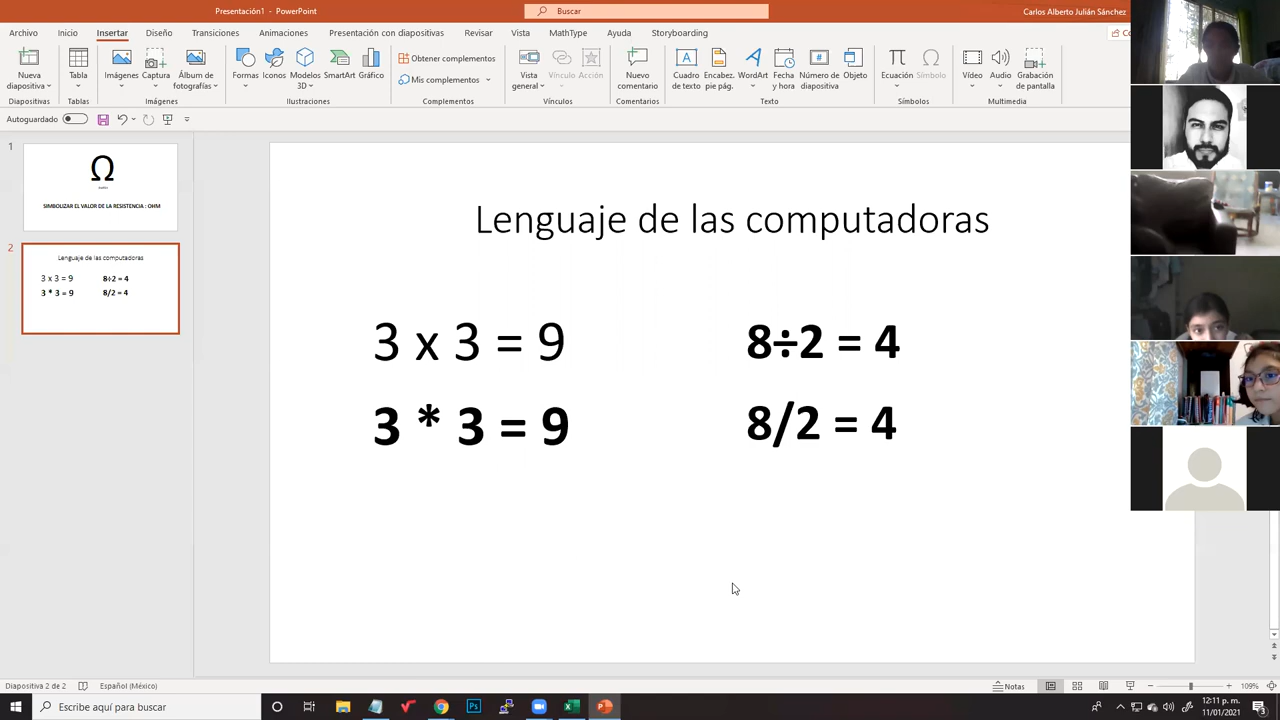 Presentación1 - PowerPoint
Buscar
Carlos Alberto Julián Sánchez
Archivo Inicio Insertar Diseño Transiciones Animaciones Presentación con diapositivas Revisar Vista MathType Ayuda Storyboarding
Nueva diapositiva
Tabla
Imágenes
Captura
Álbum de fotografías
Formas
Iconos
Modelos 3D
SmartArt
Gráfico
Obtener complementos
Mis complementos
Vista general
Vínculo
Acción
Nuevo comentario
Cuadro de texto
Encabez. pie pág.
WordArt
Fecha y hora
Número de diapositiva
Objeto
Ecuación
Símbolo
Vídeo
Audio
Grabación de pantalla
Diapositivas Tablas Imágenes Ilustraciones Complementos Vínculos Comentarios Texto Símbolos Multimedia
Autoguardado
1
Ω
SIMBOLIZAR EL VALOR DE LA RESISTENCIA : OHM
2
Lenguaje de las computadoras
3 x 3 = 9 8÷2 = 4
3 * 3 = 9 8/2 = 4
Lenguaje de las computadoras
3 x 3 = 9 8÷2 = 4
3 * 3 = 9 8/2 = 4
Diapositiva 2 de 2 Español (México) Notas 109%
Escribe aquí para buscar
12:11 p. m.
11/01/2021